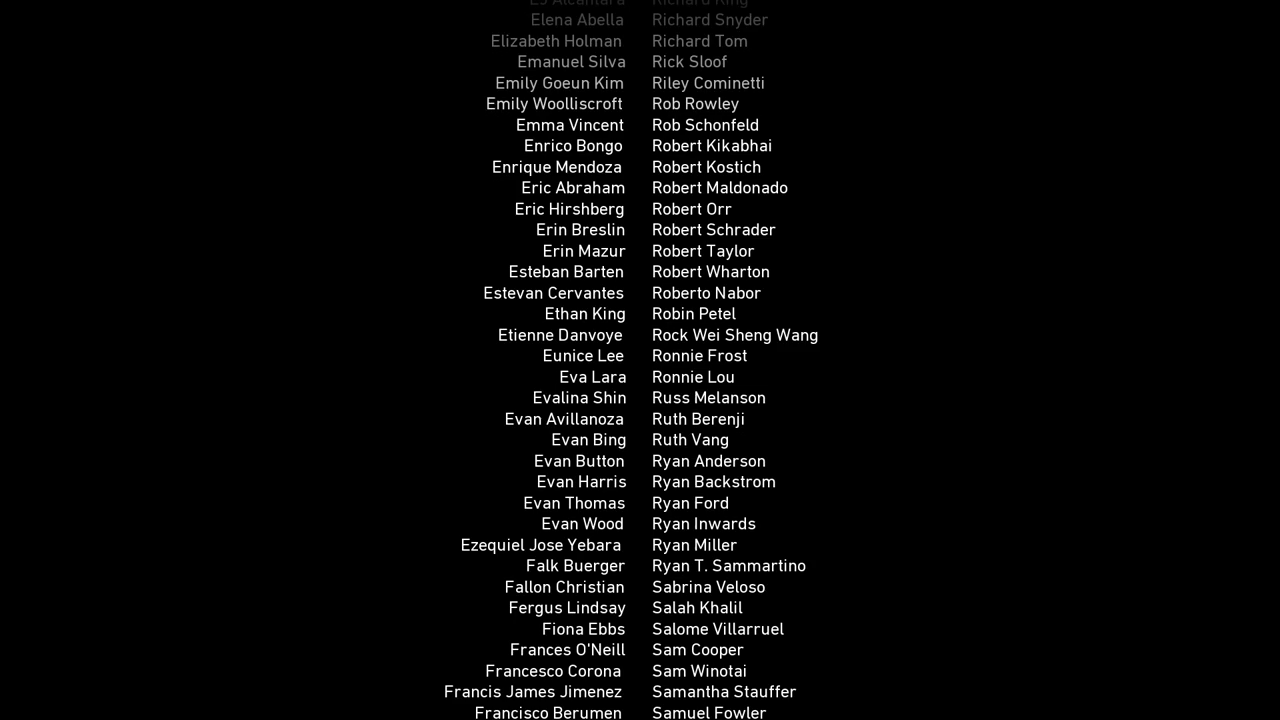 Elena Abella Richard Snyder
Elizabeth Holman Richard Tom
Emanuel Silva Rick Sloof
Emily Goeun Kim Riley Cominetti
Emily Woolliscroft Rob Rowley
Emma Vincent Rob Schonfeld
Enrico Bongo Robert Kikabhai
Enrique Mendoza Robert Kostich
Eric Abraham Robert Maldonado
Eric Hirshberg Robert Orr
Erin Breslin Robert Schrader
Erin Mazur Robert Taylor
Esteban Barten Robert Wharton
Estevan Cervantes Roberto Nabor
Ethan King Robin Petel
Etienne Danvoye Rock Wei Sheng Wang
Eunice Lee Ronnie Frost
Eva Lara Ronnie Lou
Evalina Shin Russ Melanson
Evan Avillanoza Ruth Berenji
Evan Bing Ruth Vang
Evan Button Ryan Anderson
Evan Harris Ryan Backstrom
Evan Thomas Ryan Ford
Evan Wood Ryan Inwards
Ezequiel Jose Yebara Ryan Miller
Falk Buerger Ryan T. Sammartino
Fallon Christian Sabrina Veloso
Fergus Lindsay Salah Khalil
Fiona Ebbs Salome Villarruel
Frances O'Neill Sam Cooper
Francesco Corona Sam Winotai
Francis James Jimenez Samantha Stauffer
Francisco Berumen Samuel Fowler